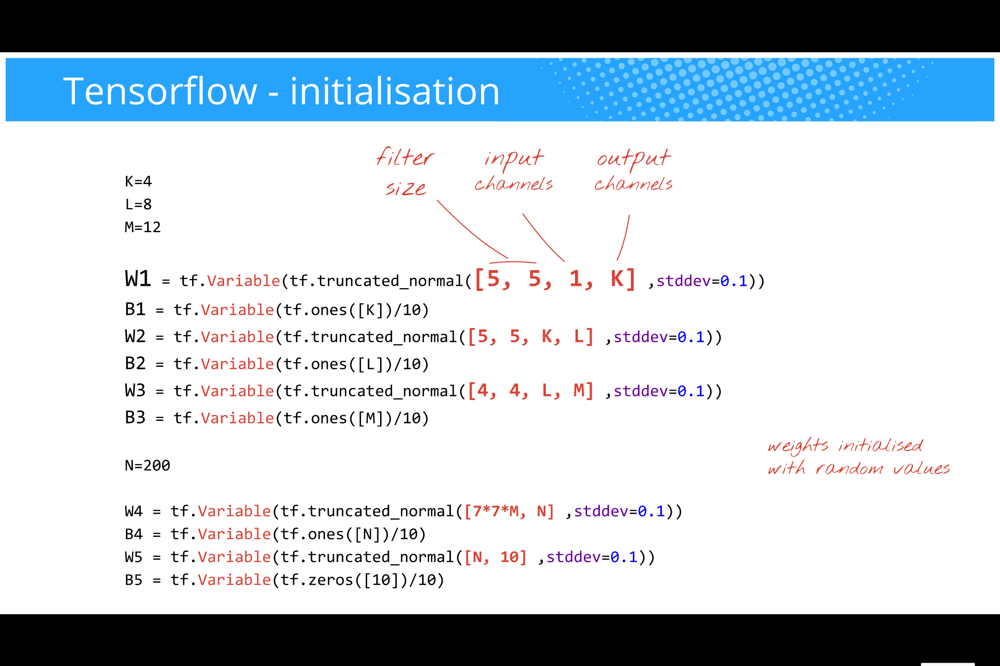 Tensorflow - initialisation
filter input output
size channels channels
K=4
L=8
M=12
W1 = tf.Variable(tf.truncated_normal([5, 5, 1, K] ,stddev=0.1))
B1 = tf.Variable(tf.ones([K])/10)
W2 = tf.Variable(tf.truncated_normal([5, 5, K, L] ,stddev=0.1))
B2 = tf.Variable(tf.ones([L])/10)
W3 = tf.Variable(tf.truncated_normal([4, 4, L, M] ,stddev=0.1))
B3 = tf.Variable(tf.ones([M])/10)
weights initialised
with random values
N=200
W4 = tf.Variable(tf.truncated_normal([7*7*M, N] ,stddev=0.1))
B4 = tf.Variable(tf.ones([N])/10)
W5 = tf.Variable(tf.truncated_normal([N, 10] ,stddev=0.1))
B5 = tf.Variable(tf.zeros([10])/10)